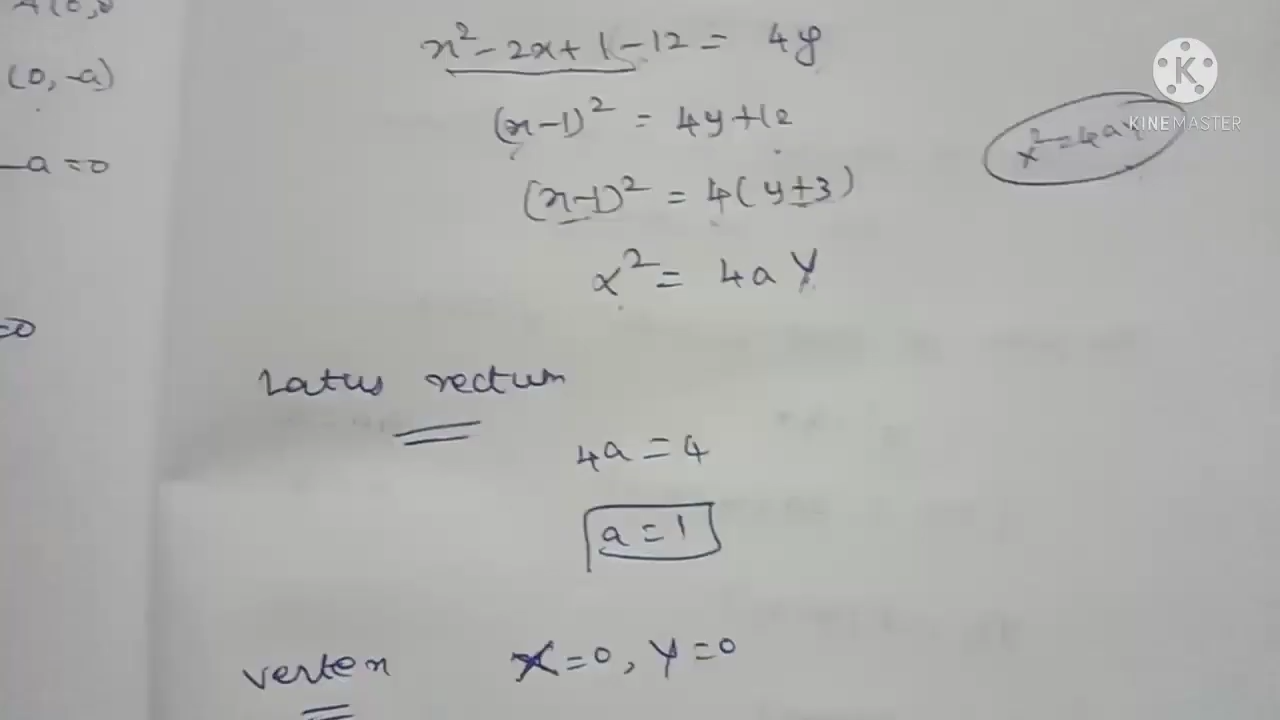 (0, -a)
-a=0
=0
x²-2x+1-12= 4y
(x-1)² = 4y+12
(x-1)² = 4(y+3)
x² = 4aY
x²=4aY
KINEMASTER
Latus rectum
4a=4
a=1
vertex X=0, Y=0